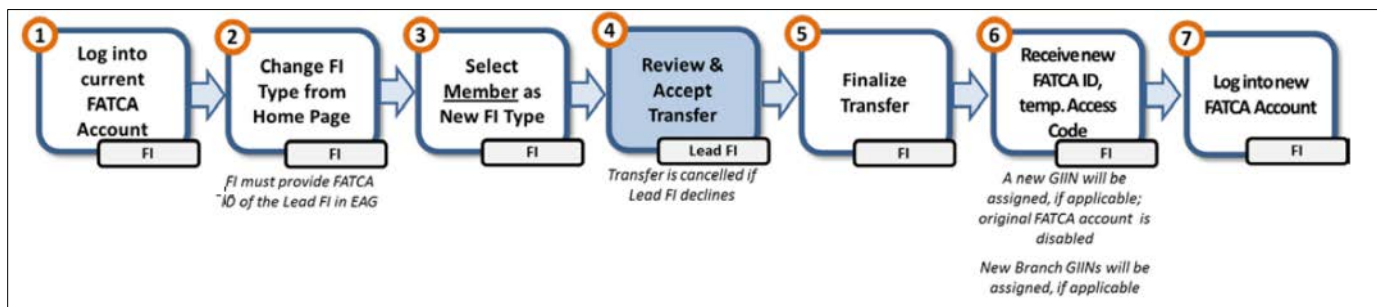 1
Log into
current
FATCA
Account
FI
2
Change FI
Type from
Home Page
FI
FI must provide FATCA
ID of the Lead FI in EAG
3
Select
Member as
New FI Type
FI
4
Review &
Accept
Transfer
Lead FI
Transfer is cancelled if
Lead FI declines
5
Finalize
Transfer
FI
6
Receive new
FATCA ID,
temp. Access
Code
FI
A new GIIN will be
assigned, if applicable;
original FATCA account is
disabled
New Branch GIINs will be
assigned, if applicable
7
Log into new
FATCA Account
FI